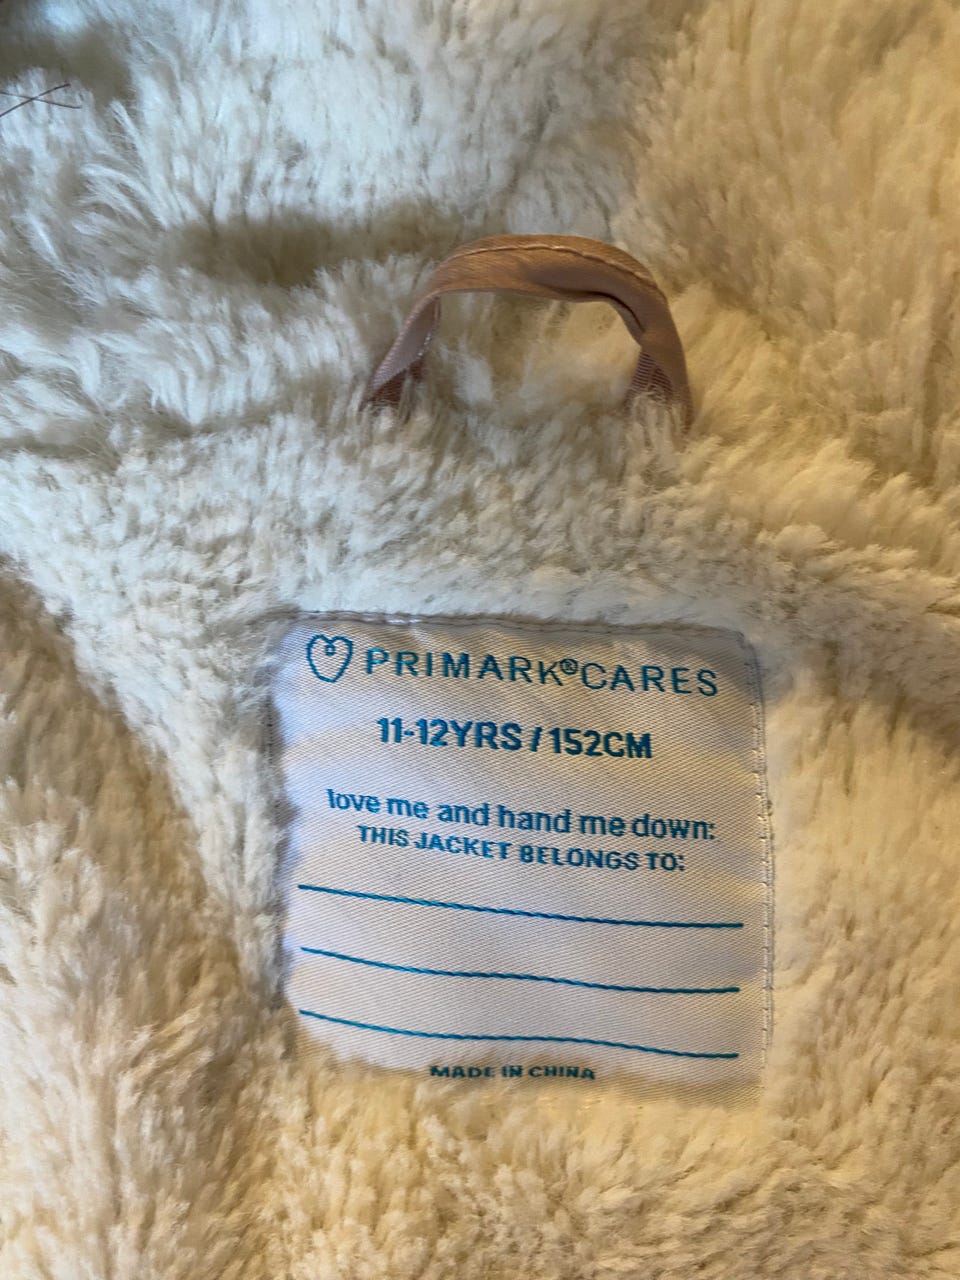 PRIMARK®CARES
11-12YRS / 152CM
love me and hand me down:
THIS JACKET BELONGS TO:
MADE IN CHINA